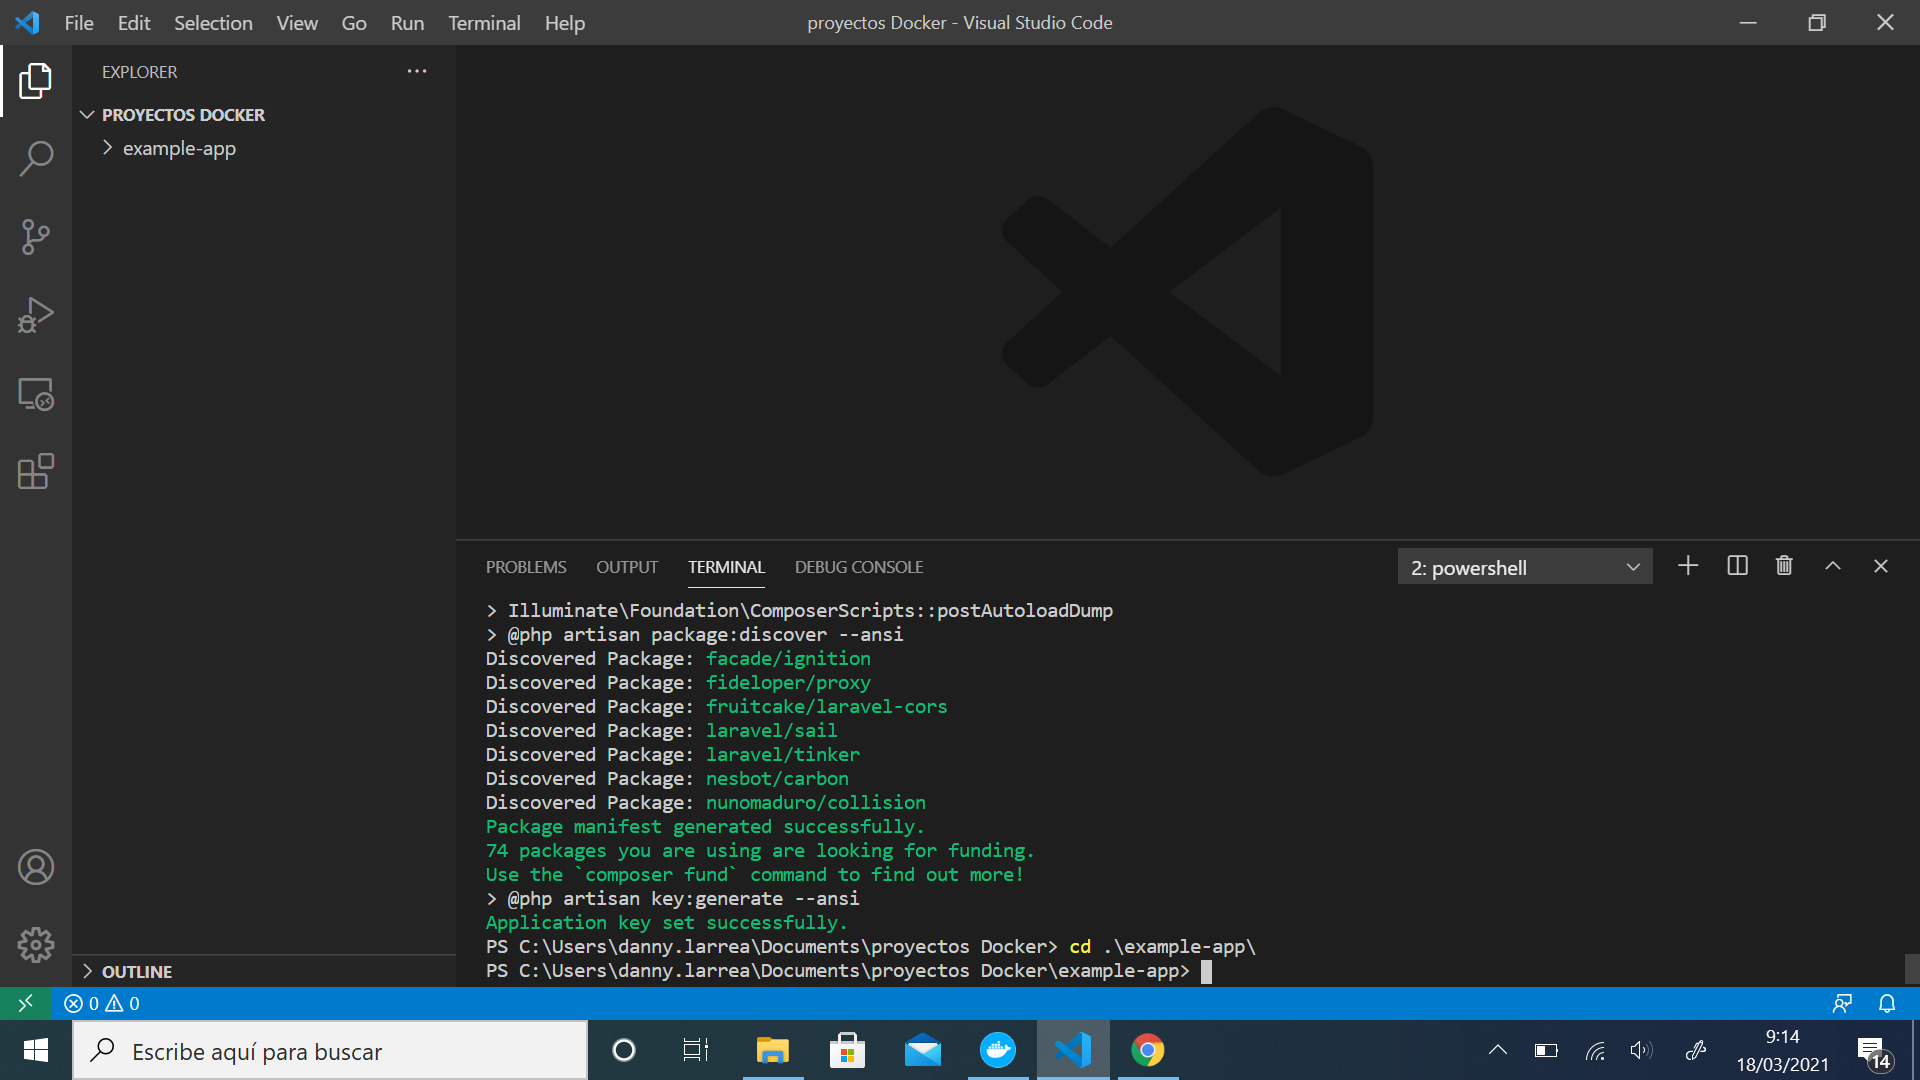 File Edit Selection View Go Run Terminal Help
proyectos Docker - Visual Studio Code
EXPLORER
PROYECTOS DOCKER
example-app
OUTLINE
PROBLEMS OUTPUT TERMINAL DEBUG CONSOLE
2: powershell
> Illuminate\Foundation\ComposerScripts::postAutoloadDump
> @php artisan package:discover --ansi
Discovered Package: facade/ignition
Discovered Package: fideloper/proxy
Discovered Package: fruitcake/laravel-cors
Discovered Package: laravel/sail
Discovered Package: laravel/tinker
Discovered Package: nesbot/carbon
Discovered Package: nunomaduro/collision
Package manifest generated successfully.
74 packages you are using are looking for funding.
Use the `composer fund` command to find out more!
> @php artisan key:generate --ansi
Application key set successfully.
PS C:\Users\danny.larrea\Documents\proyectos Docker> cd .\example-app\
PS C:\Users\danny.larrea\Documents\proyectos Docker\example-app>
0 0
Escribe aquí para buscar
9:14
18/03/2021
14